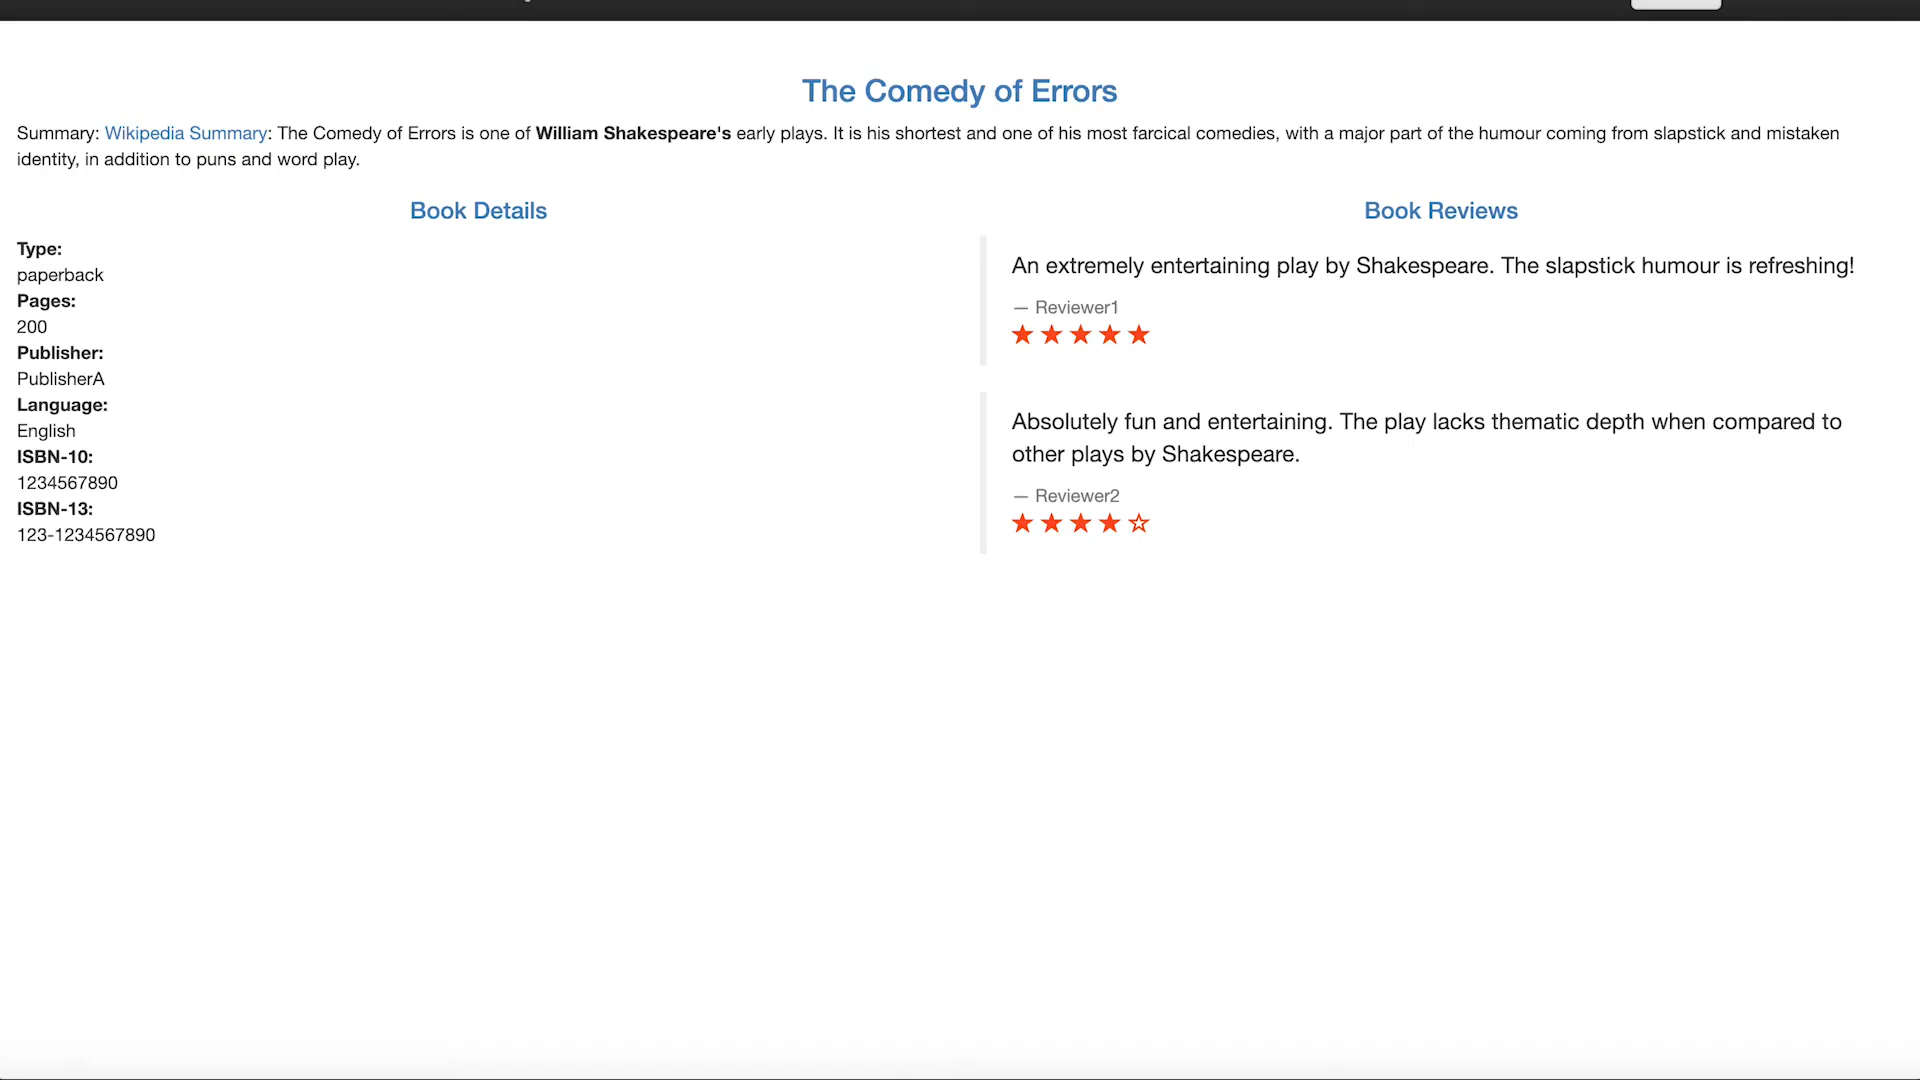 The Comedy of Errors
Summary: Wikipedia Summary: The Comedy of Errors is one of William Shakespeare's early plays. It is his shortest and one of his most farcical comedies, with a major part of the humour coming from slapstick and mistaken
identity, in addition to puns and word play.
Book Details
Type:
paperback
Pages:
200
Publisher:
PublisherA
Language:
English
ISBN-10:
1234567890
ISBN-13:
123-1234567890
Book Reviews
An extremely entertaining play by Shakespeare. The slapstick humour is refreshing!
— Reviewer1
Absolutely fun and entertaining. The play lacks thematic depth when compared to
other plays by Shakespeare.
— Reviewer2